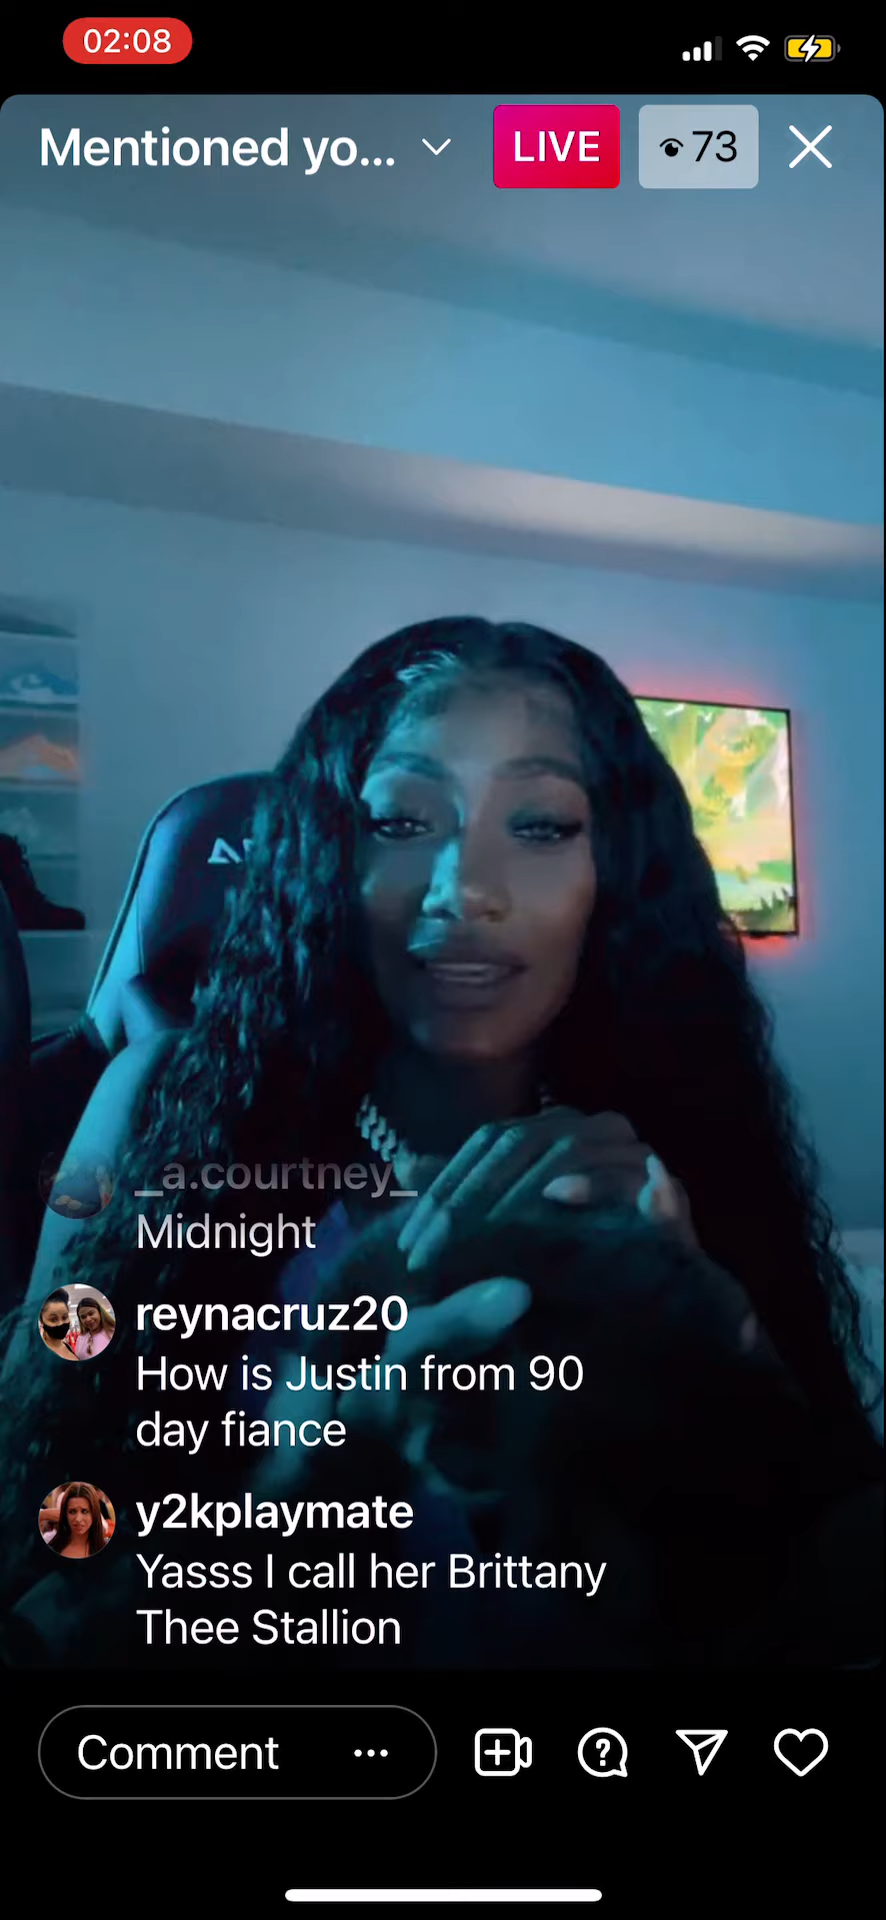 02:08
Mentioned yo...
LIVE
73
_a.courtney_
Midnight
reynacruz20
How is Justin from 90
day fiance
y2kplaymate
Yasss I call her Brittany
Thee Stallion
Comment